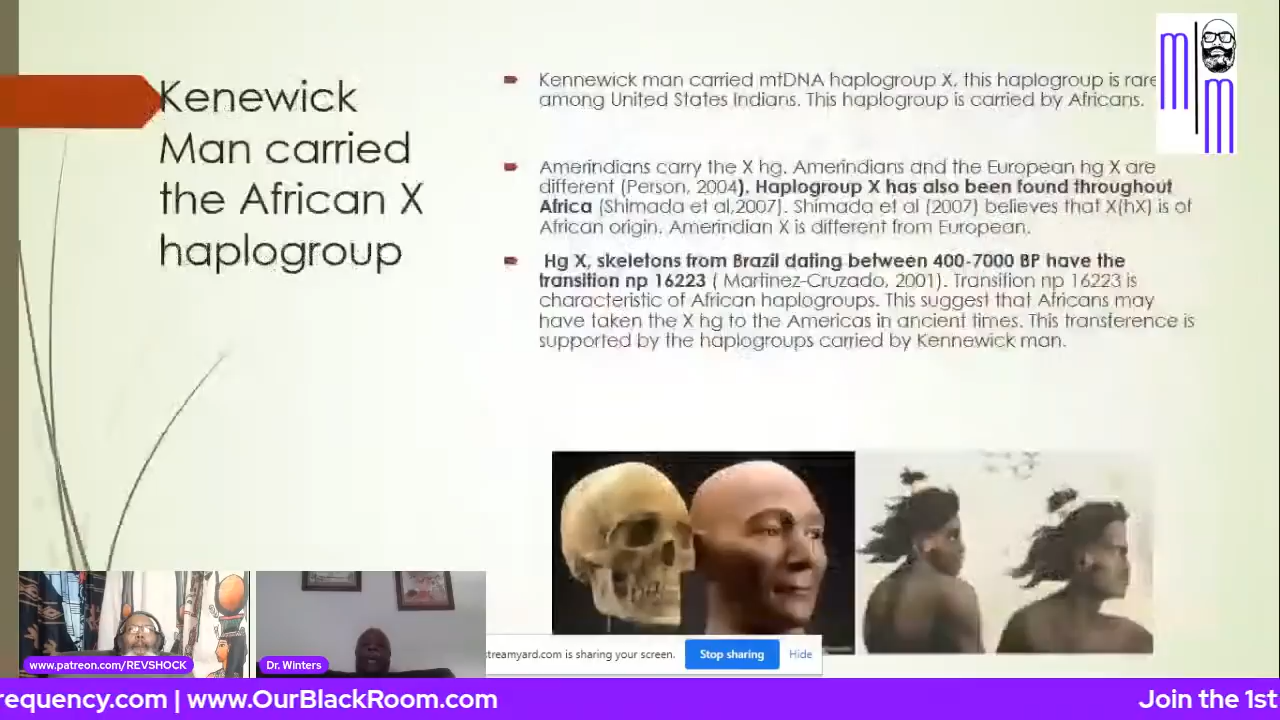 Kenewick
Man carried
the African X
haplogroup
Kennewick man carried mtDNA haplogroup X, this haplogroup is rare
among United States Indians. This haplogroup is carried by Africans.
Amerindians carry the X hg. Amerindians and the European hg X are
different (Person, 2004). Haplogroup X has also been found throughout
Africa (Shimada et al,2007). Shimada et al (2007) believes that X(hX) is of
African origin. Amerindian X is different from European.
Hg X, skeletons from Brazil dating between 400-7000 BP have the
transition np 16223 ( Martinez-Cruzado, 2001). Transition np 16223 is
characteristic of African haplogroups. This suggest that Africans may
have taken the X hg to the Americas in ancient times. This transference is
supported by the haplogroups carried by Kennewick man.
m m
www.patreon.com/REVSHOCK
Dr. Winters
streamyard.com is sharing your screen.
Stop sharing
Hide
requency.com | www.OurBlackRoom.com
Join the 1st